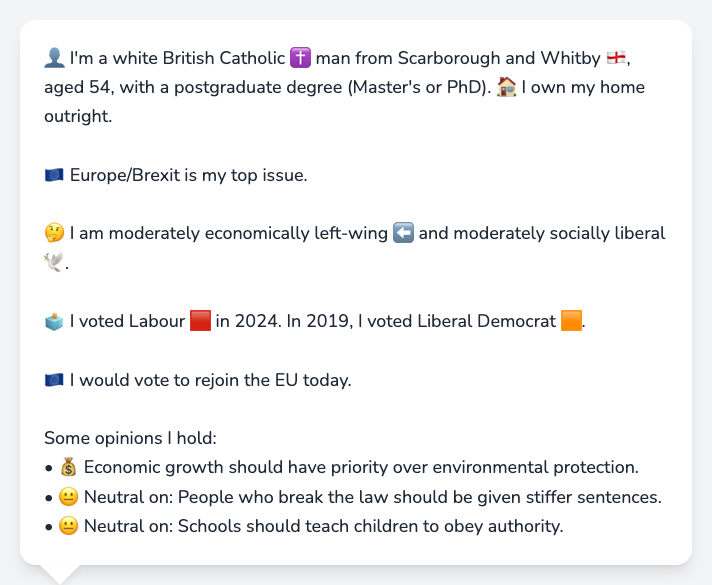 👤 I'm a white British Catholic ✝️ man from Scarborough and Whitby 🏴󠁧󠁢󠁥󠁮󠁧󠁿,
aged 54, with a postgraduate degree (Master's or PhD). 🏠 I own my home
outright.
🇪🇺 Europe/Brexit is my top issue.
🤔 I am moderately economically left-wing ⬅️ and moderately socially liberal
🕊️.
🗳️ I voted Labour 🟥 in 2024. In 2019, I voted Liberal Democrat 🟧.
🇪🇺 I would vote to rejoin the EU today.
Some opinions I hold:
• 💰 Economic growth should have priority over environmental protection.
• 😐 Neutral on: People who break the law should be given stiffer sentences.
• 😐 Neutral on: Schools should teach children to obey authority.